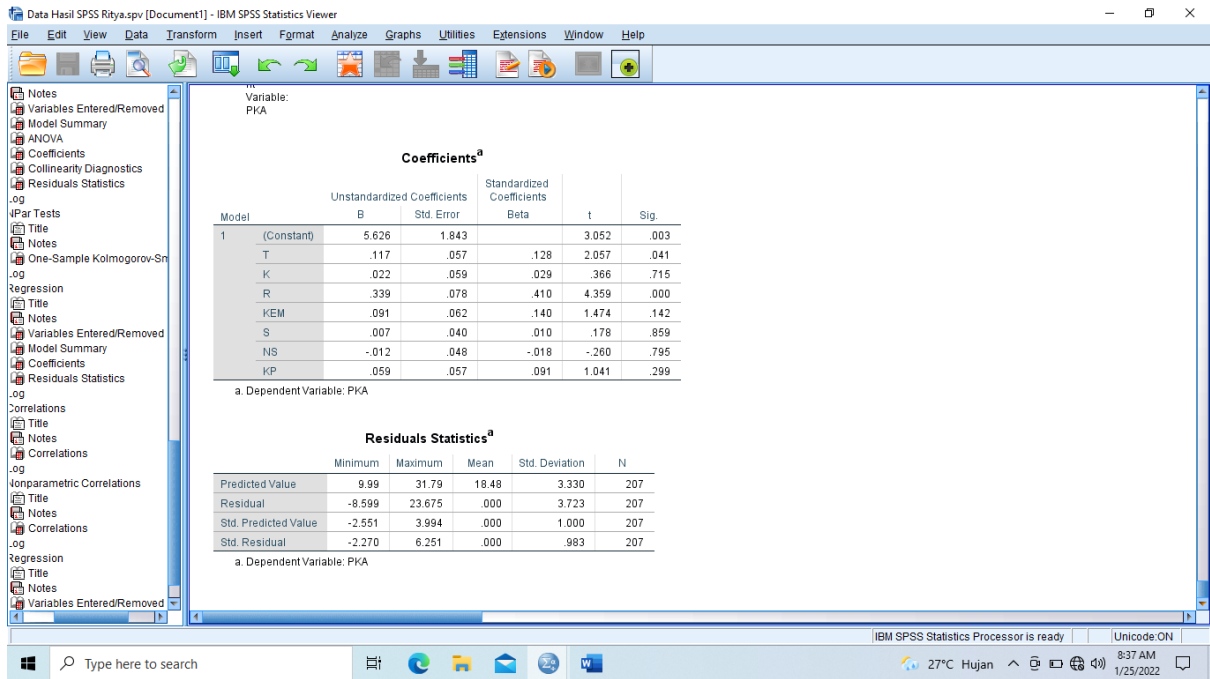 Data Hasil SPSS Ritya.spv [Document1] - IBM SPSS Statistics Viewer
File Edit View Data Transform Insert Format Analyze Graphs Utilities Extensions Window Help
Notes
Variables Entered/Removed
Model Summary
ANOVA
Coefficients
Collinearity Diagnostics
Residuals Statistics
.og
Par Tests
Title
Notes
One-Sample Kolmogorov-Sm
.og
Regression
Title
Notes
Variables Entered/Removed
Model Summary
Coefficients
Residuals Statistics
.og
Correlations
Title
Notes
Correlations
.og
Nonparametric Correlations
Title
Notes
Correlations
.og
Regression
Title
Notes
Variables Entered/Removed
Variable:
PKA
Coefficientsa
Unstandardized Coefficients Standardized Coefficients
Model B Std. Error Beta t Sig.
1 (Constant) 5.626 1.843 3.052 .003
T .117 .057 .128 2.057 .041
K .022 .059 .029 .366 .715
R .339 .078 .410 4.359 .000
KEM .091 .062 .140 1.474 .142
S .007 .040 .010 .178 .859
NS -.012 .048 -.018 -.260 .795
KP .059 .057 .091 1.041 .299
a. Dependent Variable: PKA
Residuals Statisticsa
Minimum Maximum Mean Std. Deviation N
Predicted Value 9.99 31.79 18.48 3.330 207
Residual -8.599 23.675 .000 3.723 207
Std. Predicted Value -2.551 3.994 .000 1.000 207
Std. Residual -2.270 6.251 .000 .983 207
a. Dependent Variable: PKA
IBM SPSS Statistics Processor is ready Unicode:ON
Type here to search
27°C Hujan
8:37 AM
1/25/2022